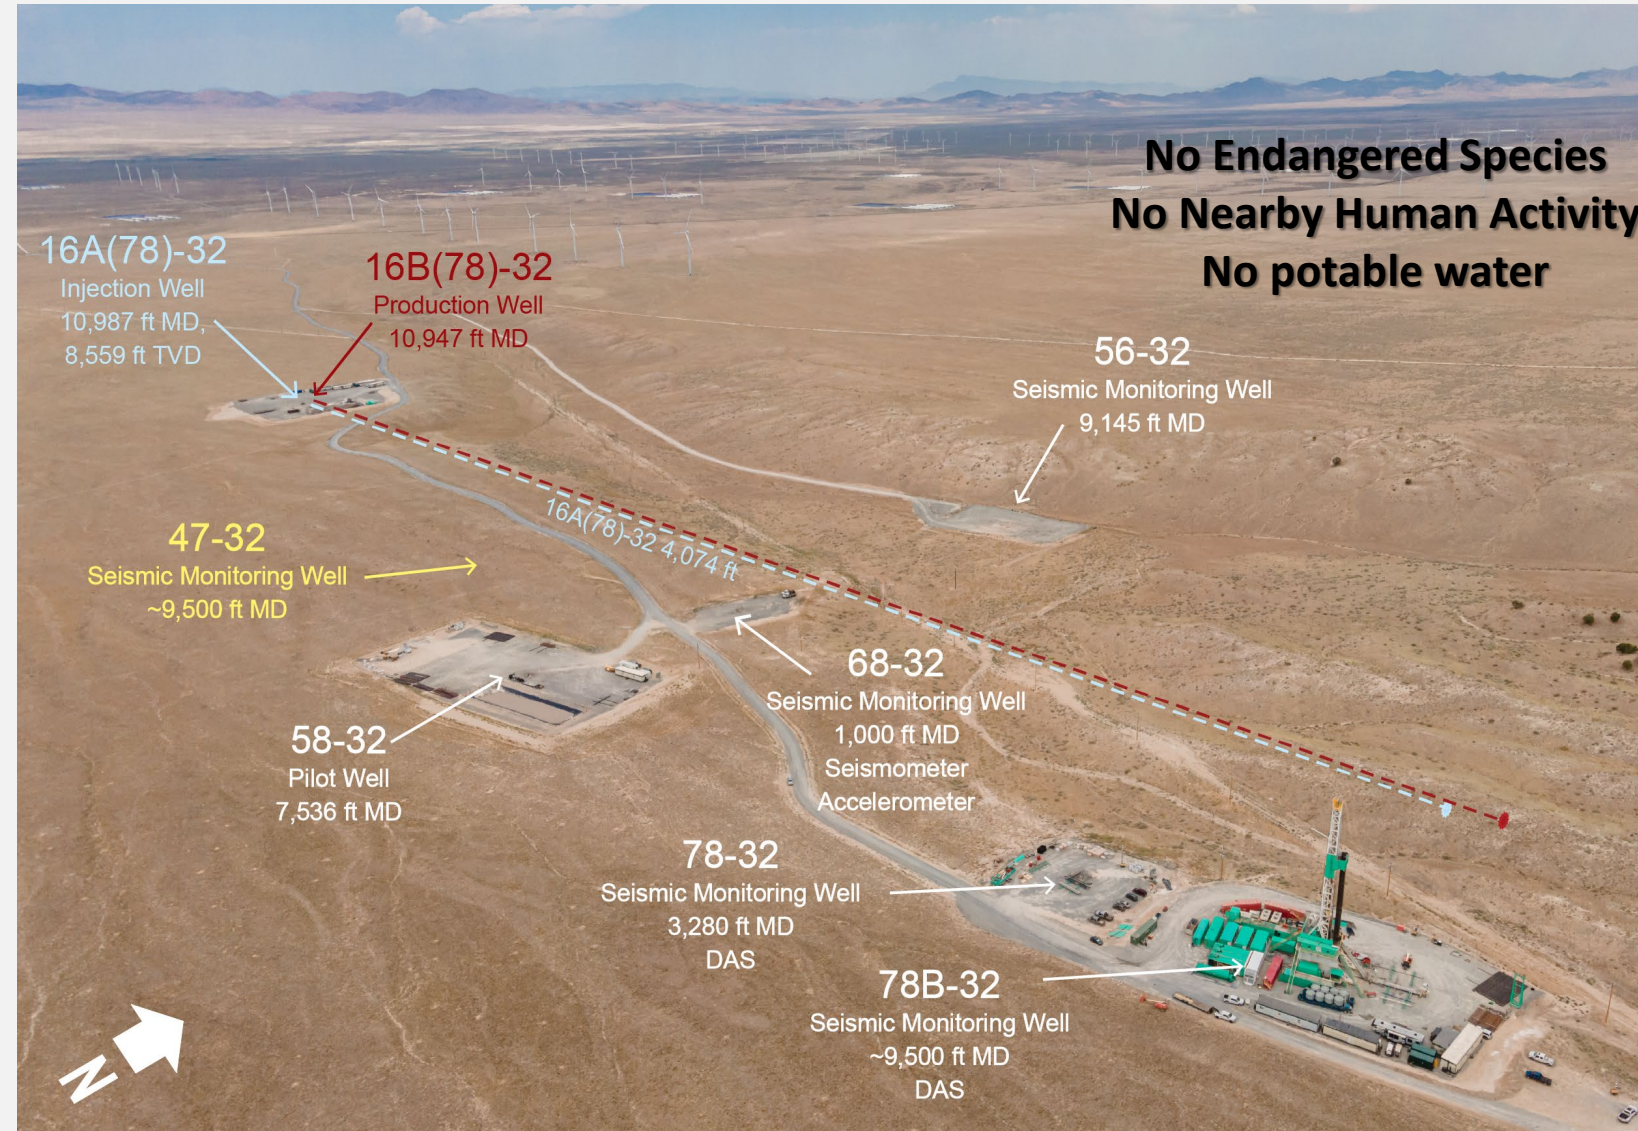 No Endangered Species
No Nearby Human Activity
No potable water
16A(78)-32
Injection Well
10,987 ft MD,
8,559 ft TVD
16B(78)-32
Production Well
10,947 ft MD
56-32
Seismic Monitoring Well
9,145 ft MD
16A(78)-32 4,074 ft
47-32
Seismic Monitoring Well
~9,500 ft MD
68-32
Seismic Monitoring Well
1,000 ft MD
Seismometer
Accelerometer
58-32
Pilot Well
7,536 ft MD
78-32
Seismic Monitoring Well
3,280 ft MD
DAS
78B-32
Seismic Monitoring Well
~9,500 ft MD
DAS
N